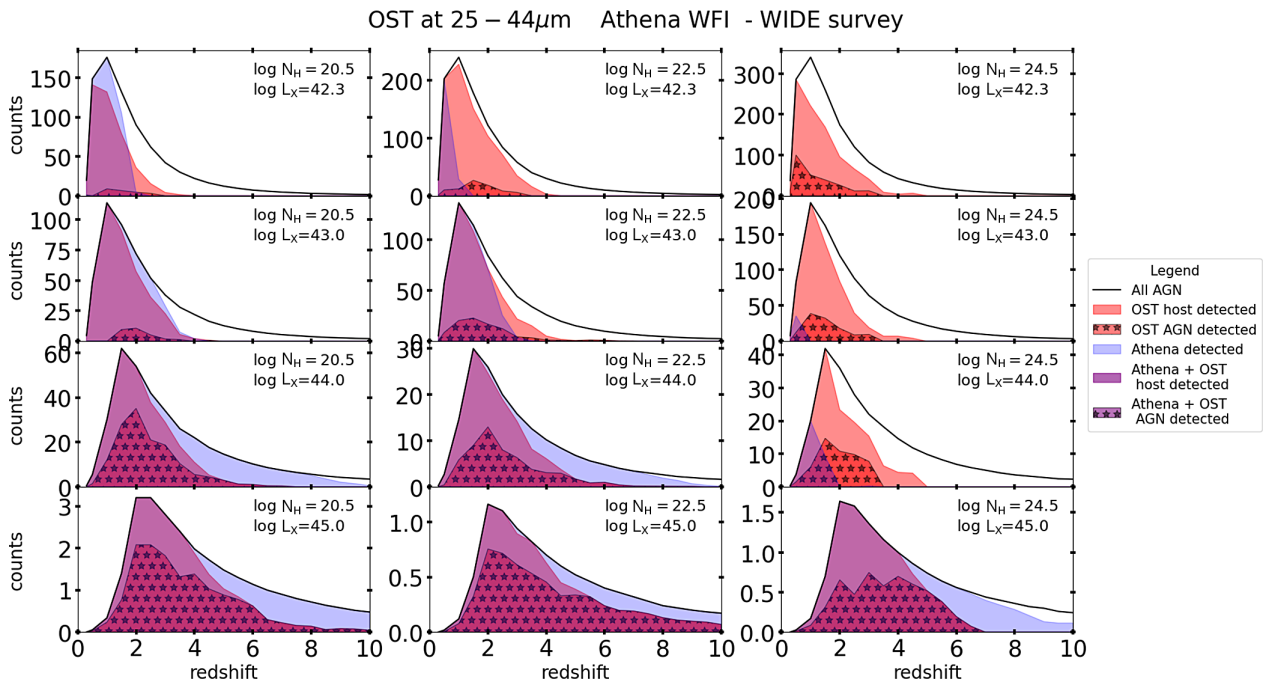 OST at 25 − 44μm Athena WFI - WIDE survey
counts
150
100
50
0
log N_H = 20.5
log L_X=42.3
200
100
0
log N_H = 22.5
log L_X=42.3
300
200
100
0
log N_H = 24.5
log L_X=42.3
counts
100
75
50
25
0
log N_H = 20.5
log L_X=43.0
100
50
0
log N_H = 22.5
log L_X=43.0
200
150
100
50
0
log N_H = 24.5
log L_X=43.0
counts
60
40
20
0
log N_H = 20.5
log L_X=44.0
30
20
10
0
log N_H = 22.5
log L_X=44.0
40
30
20
10
0
log N_H = 24.5
log L_X=44.0
counts
3
2
1
0
log N_H = 20.5
log L_X=45.0
1.0
0.5
0.0
log N_H = 22.5
log L_X=45.0
1.5
1.0
0.5
0.0
log N_H = 24.5
log L_X=45.0
0 2 4 6 8 10
redshift
0 2 4 6 8 10
redshift
0 2 4 6 8 10
redshift
Legend
All AGN
OST host detected
OST AGN detected
Athena detected
Athena + OST
host detected
Athena + OST
AGN detected